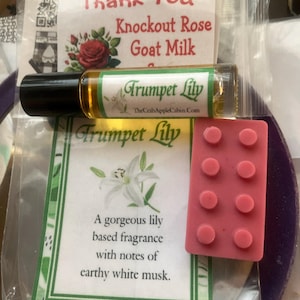 Thank You
Knockout Rose
Goat Milk
Trumpet Lily
TheCrabAppleCabin.Com
Trumpet Lily
A gorgeous lily
based fragrance
with notes of
earthy white musk.